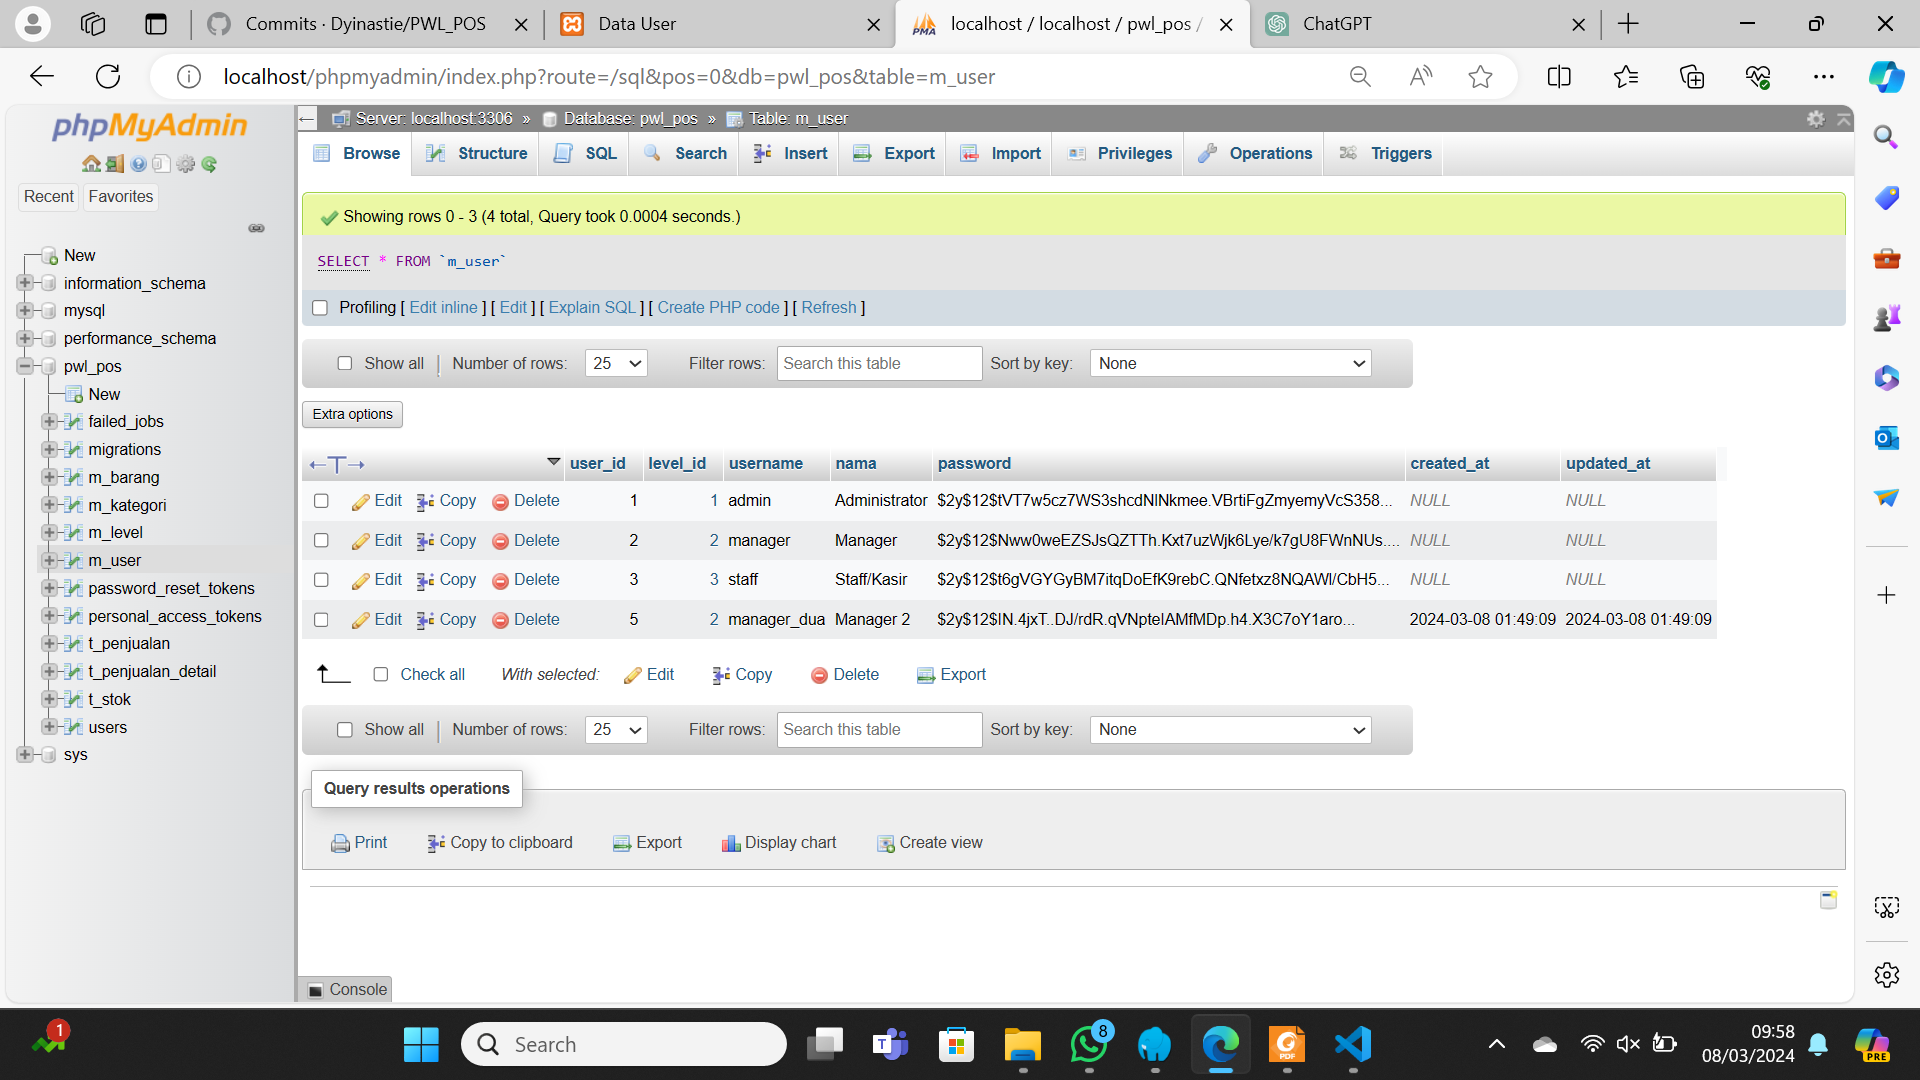 Commits · Dyinastie/PWL_POS
Data User
localhost / localhost / pwl_pos /
ChatGPT
localhost/phpmyadmin/index.php?route=/sql&pos=0&db=pwl_pos&table=m_user
phpMyAdmin
Recent Favorites
New
information_schema
mysql
performance_schema
pwl_pos
New
failed_jobs
migrations
m_barang
m_kategori
m_level
m_user
password_reset_tokens
personal_access_tokens
t_penjualan
t_penjualan_detail
t_stok
users
sys
Server: localhost:3306 » Database: pwl_pos » Table: m_user
Browse Structure SQL Search Insert Export Import Privileges Operations Triggers
Showing rows 0 - 3 (4 total, Query took 0.0004 seconds.)
SELECT * FROM `m_user`
Profiling [ Edit inline ] [ Edit ] [ Explain SQL ] [ Create PHP code ] [ Refresh ]
Show all Number of rows: 25 Filter rows: Search this table Sort by key: None
Extra options
user_id level_id username nama password created_at updated_at
Edit Copy Delete 1 1 admin Administrator $2y$12$tVT7w5cz7WS3shcdNlNkmee.VBrtiFgZmyemyVcS358... NULL NULL
Edit Copy Delete 2 2 manager Manager $2y$12$Nww0weEZSJsQZTTh.Kxt7uzWjk6Lye/k7gU8FWnNUs.... NULL NULL
Edit Copy Delete 3 3 staff Staff/Kasir $2y$12$t6gVGYGyBM7itqDoEfK9rebC.QNfetxz8NQAWl/CbH5... NULL NULL
Edit Copy Delete 5 2 manager_dua Manager 2 $2y$12$IN.4jxT..DJ/rdR.qVNpteIAMfMDp.h4.X3C7oY1aro... 2024-03-08 01:49:09 2024-03-08 01:49:09
Check all With selected: Edit Copy Delete Export
Show all Number of rows: 25 Filter rows: Search this table Sort by key: None
Query results operations
Print Copy to clipboard Export Display chart Create view
Console
1
Search
8
09:58
08/03/2024
PRE